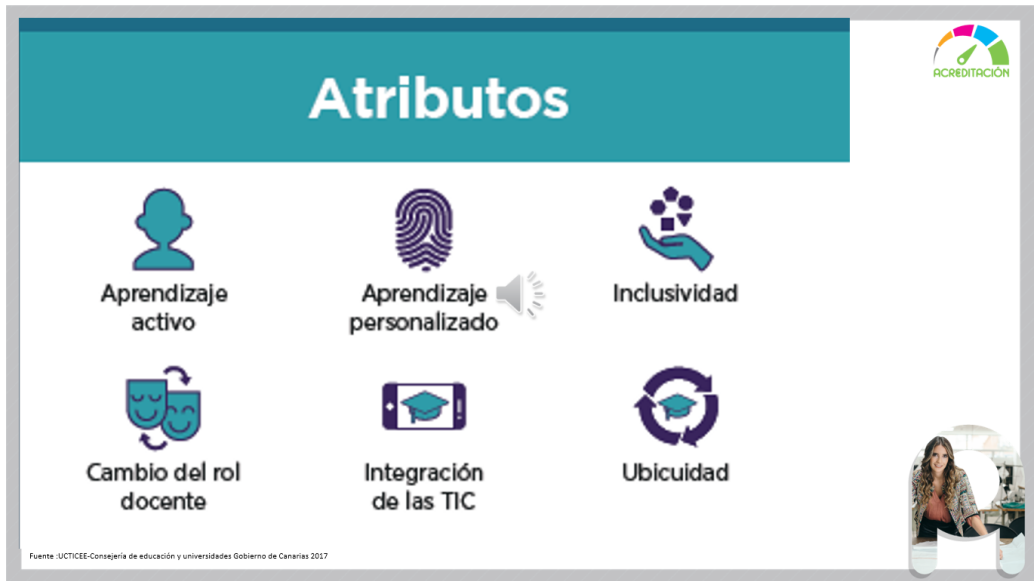 Atributos
ACREDITACIÓN
Aprendizaje
activo
Aprendizaje
personalizado
Inclusividad
Cambio del rol
docente
Integración
de las TIC
Ubicuidad
Fuente :UCTICEE-Consejería de educación y universidades Gobierno de Canarias 2017